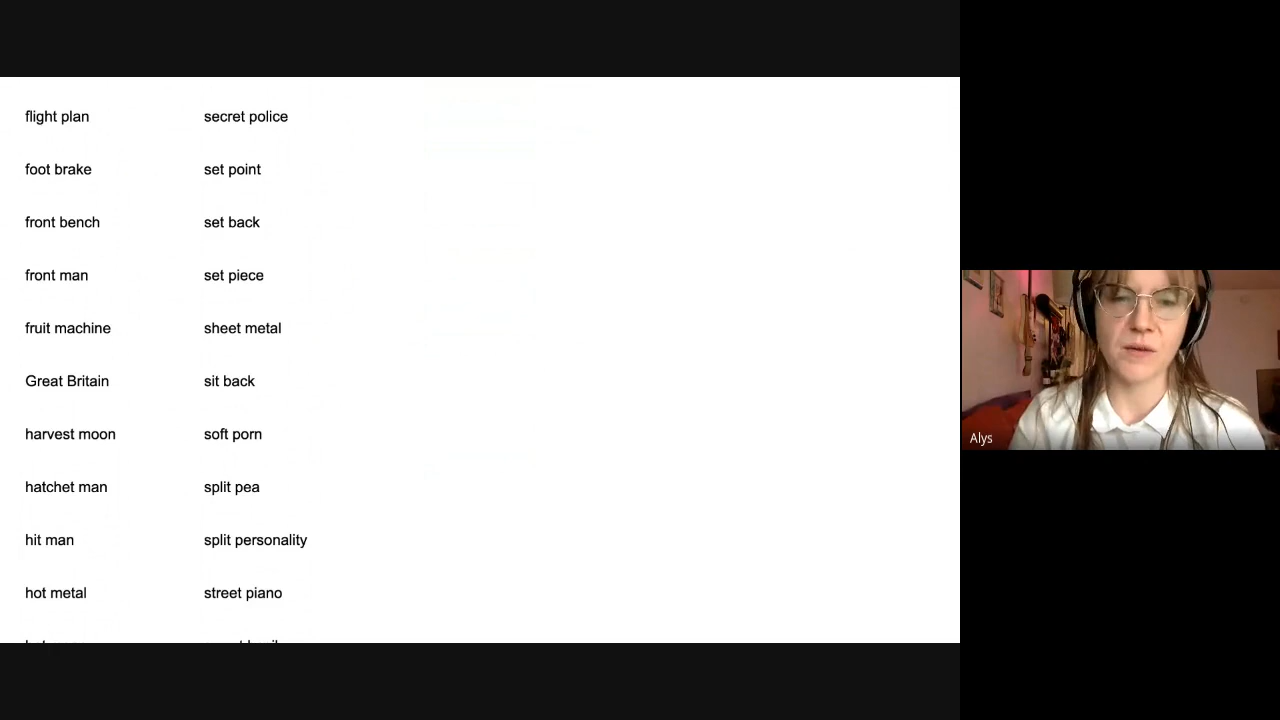 flight plan secret police
foot brake set point
front bench set back
front man set piece
fruit machine sheet metal
Great Britain sit back
harvest moon soft porn
hatchet man split pea
hit man split personality
hot metal street piano
Alys